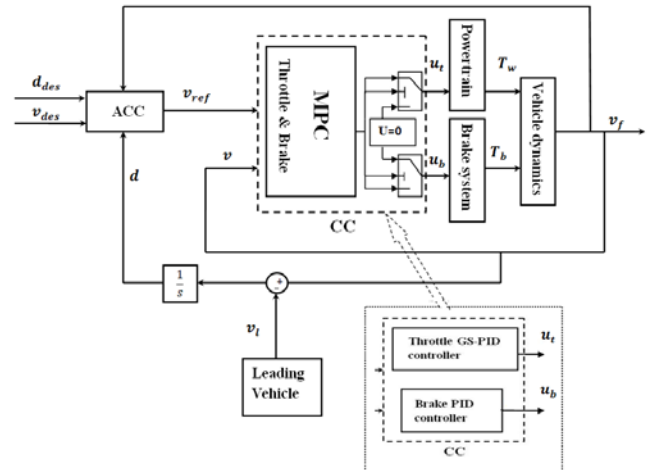 d_des
v_des
ACC
v_ref
d
v
Throttle & Brake
MPC
U=0
CC
u_t
u_b
Powertrain
Brake system
T_w
T_b
Vehicle dynamics
v_f
1/s
+
-
v_l
Leading
Vehicle
Throttle GS-PID
controller
u_t
Brake PID
controller
u_b
CC